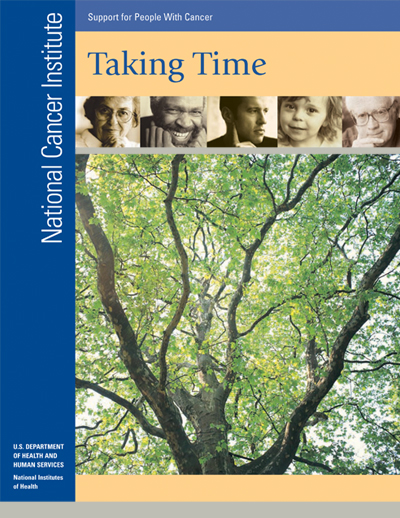 Support for People With Cancer
Taking Time
National Cancer Institute
U.S. DEPARTMENT
OF HEALTH AND
HUMAN SERVICES
National Institutes
of Health